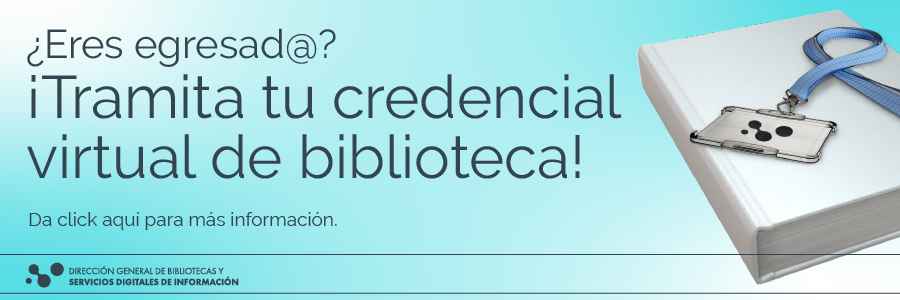 ¿Eres egresad@?
¡Tramita tu credencial
virtual de biblioteca!
Da click aquí para más información.
DIRECCIÓN GENERAL DE BIBLIOTECAS Y
SERVICIOS DIGITALES DE INFORMACIÓN